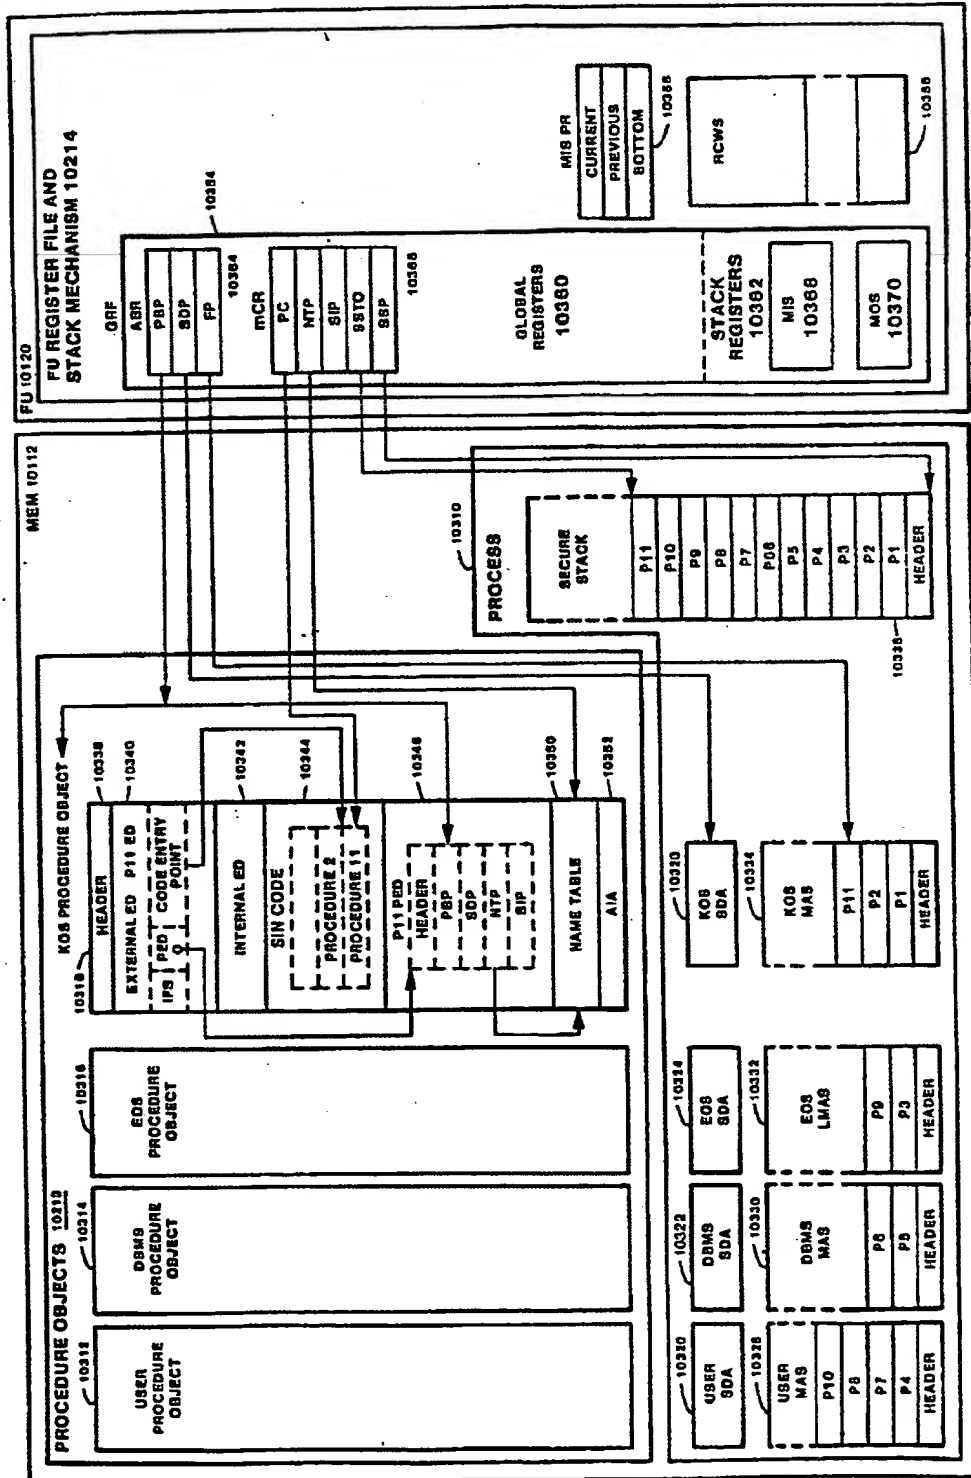 FU 10120
FU REGISTER FILE AND
STACK MECHANISM 10214
GRF
10354
ABR
PBP
SDP
FP
10364
mCR
PC
NTP
SIP
SSTO
SSP
10366
GLOBAL
REGISTERS
10360
STACK
REGISTERS
10362
MIS
10368
MOS
10370
MIS PR
CURRENT
PREVIOUS
BOTTOM
RCWS
10358
MEM 10112
PROCEDURE OBJECTS 10213
10312
USER
PROCEDURE
OBJECT
10314
DBMS
PROCEDURE
OBJECT
10316
EOS
PROCEDURE
OBJECT
KOS PROCEDURE OBJECT
10318
HEADER
10338
EXTERNAL ED P11 ED
10340
IPS PED CODE ENTRY
POINT
INTERNAL ED
10342
SIN CODE
10344
PROCEDURE 2
PROCEDURE 11
P11 PED
10346
HEADER
PBP
SDP
NTP
SIP
NAME TABLE
10350
AIA
10352
PROCESS
10310
SECURE
STACK
P11
P10
P9
P8
P7
P06
P5
P4
P3
P2
P1
HEADER
10336
10320
USER
SDA
10322
DBMS
SDA
10324
EOS
SDA
KOS
SDA
10328
USER
MAS
P10
P8
P7
P4
HEADER
10330
DBMS
MAS
P6
P5
HEADER
10332
EOS
LMAS
P9
P3
HEADER
10334
KOS
MAS
P11
P2
P1
HEADER